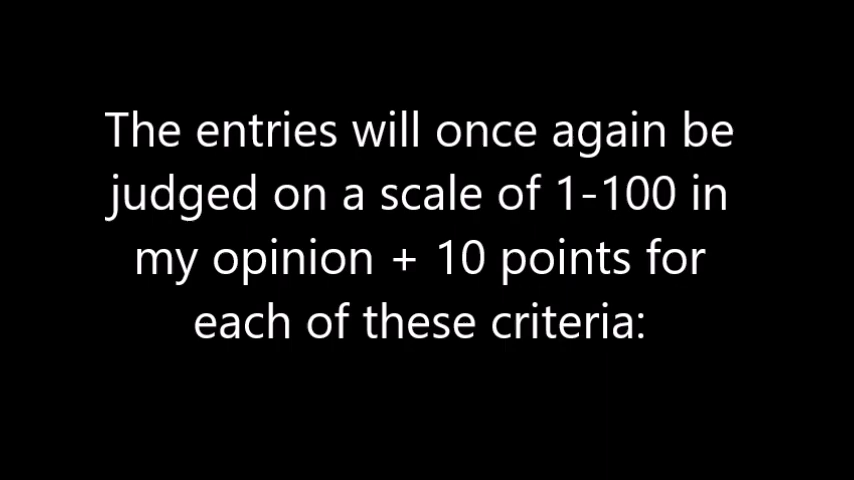 The entries will once again be
judged on a scale of 1-100 in
my opinion + 10 points for
each of these criteria: